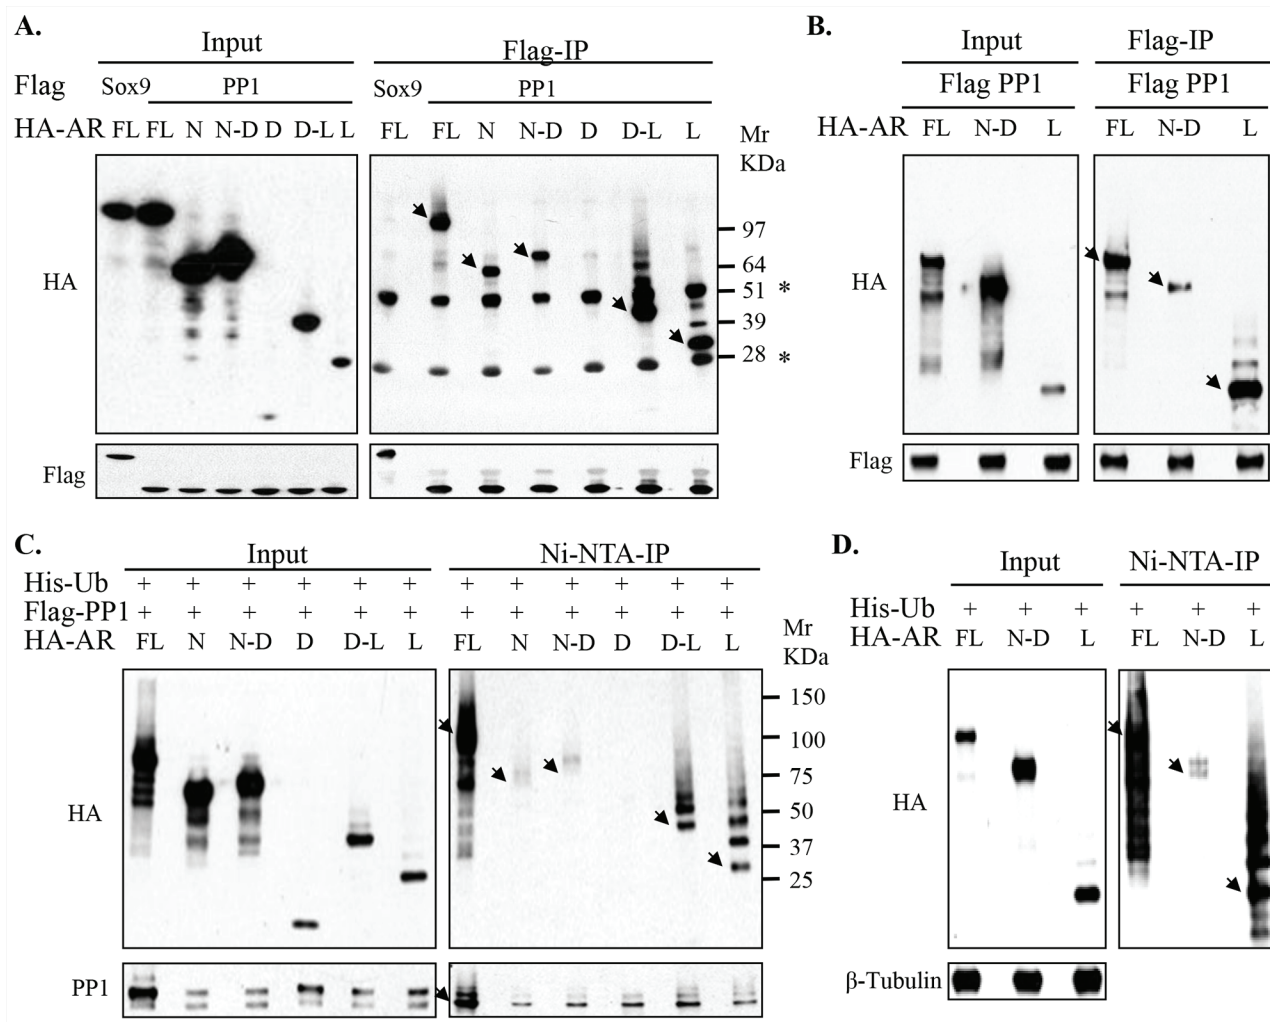 A.
Input
Flag-IP
Flag Sox9 PP1 Sox9 PP1
HA-AR FL FL N N-D D D-L L FL FL N N-D D D-L L
Mr
KDa
HA
97
64
51 *
39
28 *
Flag
B.
Input Flag-IP
Flag PP1 Flag PP1
HA-AR FL N-D L FL N-D L
HA
Flag
C.
Input Ni-NTA-IP
His-Ub + + + + + + + + + + + +
Flag-PP1 + + + + + + + + + + + +
HA-AR FL N N-D D D-L L FL N N-D D D-L L
Mr
KDa
HA
150
100
75
50
37
25
PP1
D.
Input Ni-NTA-IP
His-Ub + + + + + +
HA-AR FL N-D L FL N-D L
HA
β-Tubulin